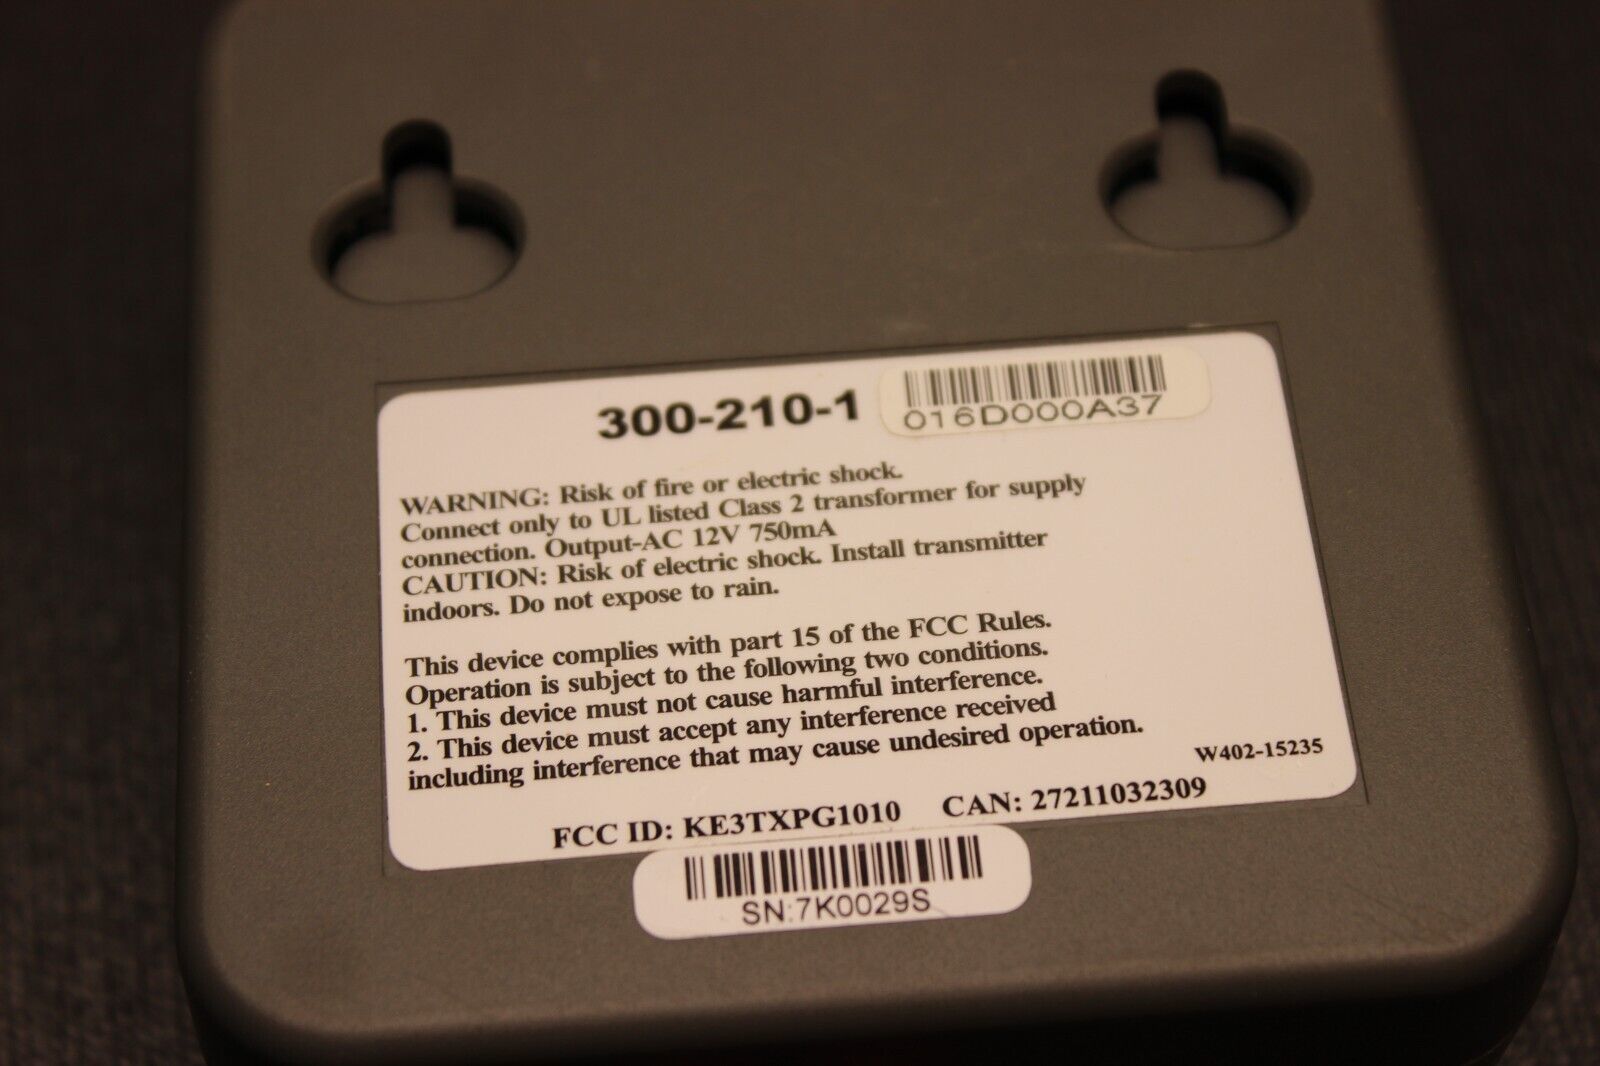 300-210-1
016D000A37
WARNING: Risk of fire or electric shock.
Connect only to UL listed Class 2 transformer for supply
connection. Output-AC 12V 750mA
CAUTION: Risk of electric shock. Install transmitter
indoors. Do not expose to rain.
This device complies with part 15 of the FCC Rules.
Operation is subject to the following two conditions.
1. This device must not cause harmful interference.
2. This device must accept any interference received
including interference that may cause undesired operation.
W402-15235
FCC ID: KE3TXPG1010 CAN: 27211032309
SN:7K0029S